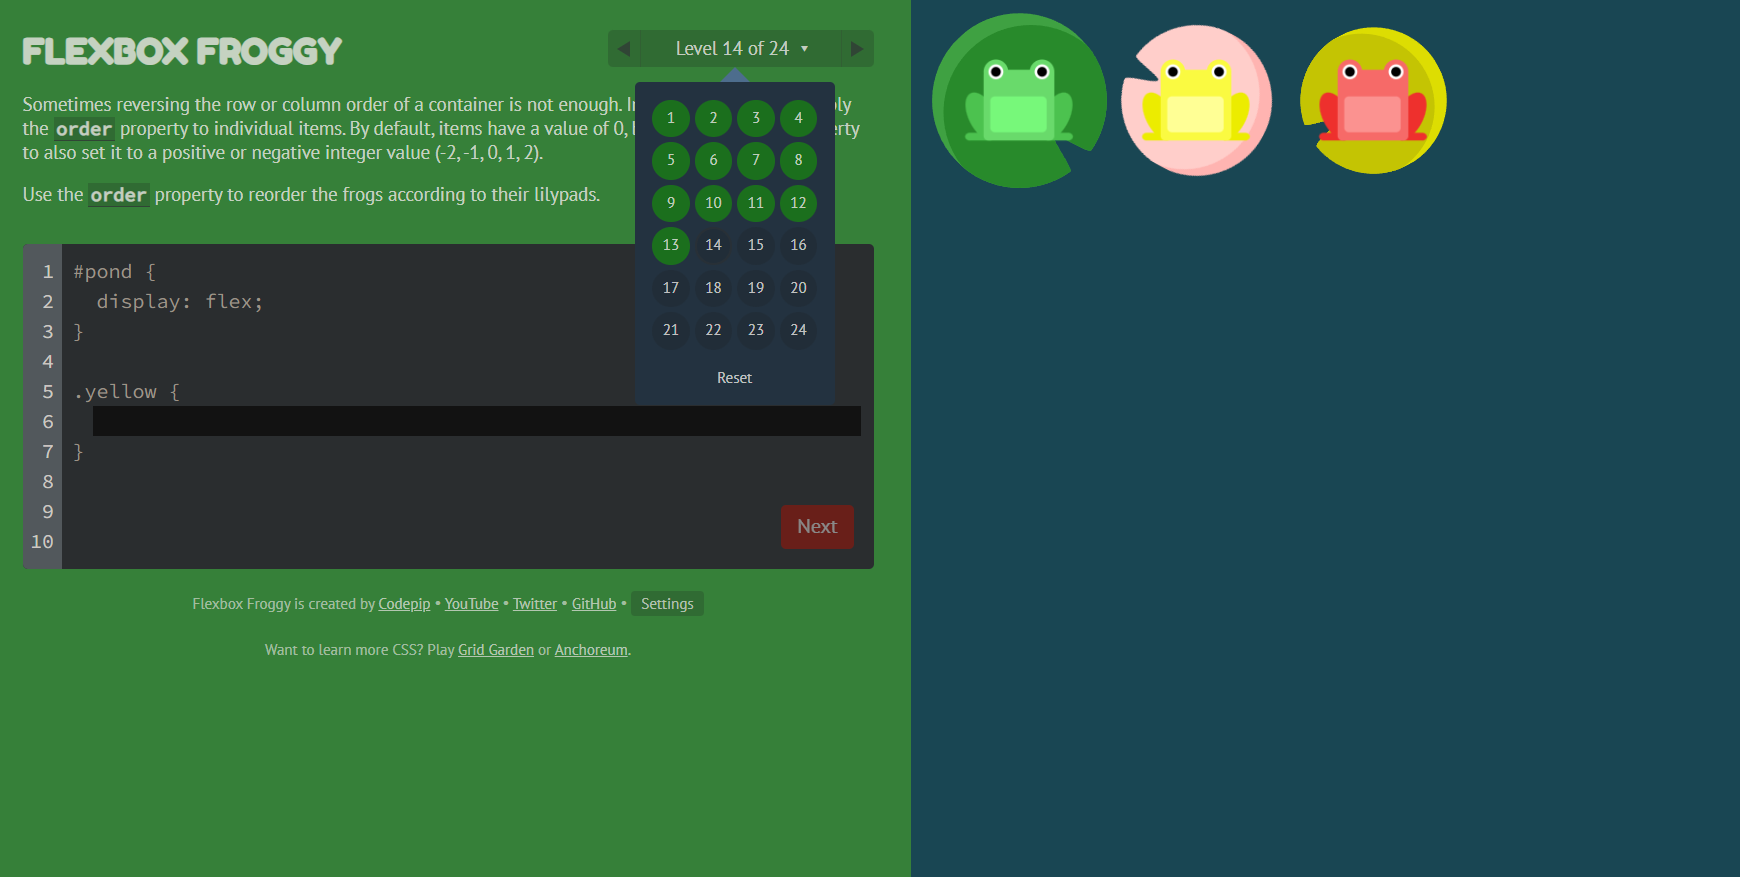 FLEXBOX FROGGY
◀ Level 14 of 24 ▼ ▶
Sometimes reversing the row or column order of a container is not enough. ly
the order property to individual items. By default, items have a value of 0, erty
to also set it to a positive or negative integer value (-2, -1, 0, 1, 2).
Use the order property to reorder the frogs according to their lilypads.
1 2 3 4
5 6 7 8
9 10 11 12
13 14 15 16
17 18 19 20
21 22 23 24
Reset
1 #pond {
2 display: flex;
3 }
4
5 .yellow {
6
7 }
8
9
10
Next
Flexbox Froggy is created by Codepip • YouTube • Twitter • GitHub • Settings
Want to learn more CSS? Play Grid Garden or Anchoreum.